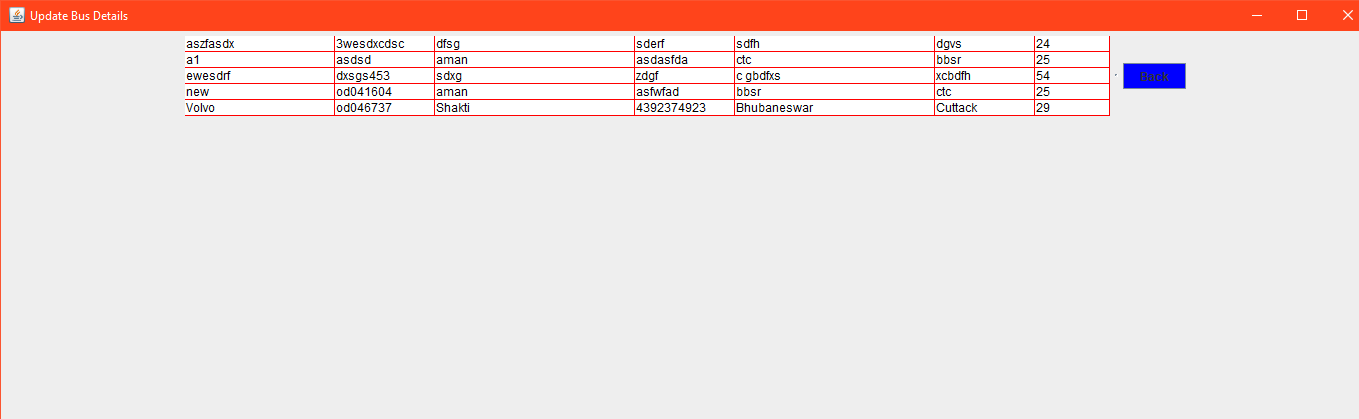 Update Bus Details
aszfasdx 3wesdxcdsc dfsg sderf sdfh dgvs 24
a1 asdsd aman asdasfda ctc bbsr 25
ewesdrf dxsgs453 sdxg zdgf c gbdfxs xcbdfh 54 Back
new od041604 aman asfwfad bbsr ctc 25
Volvo od046737 Shakti 4392374923 Bhubaneswar Cuttack 29